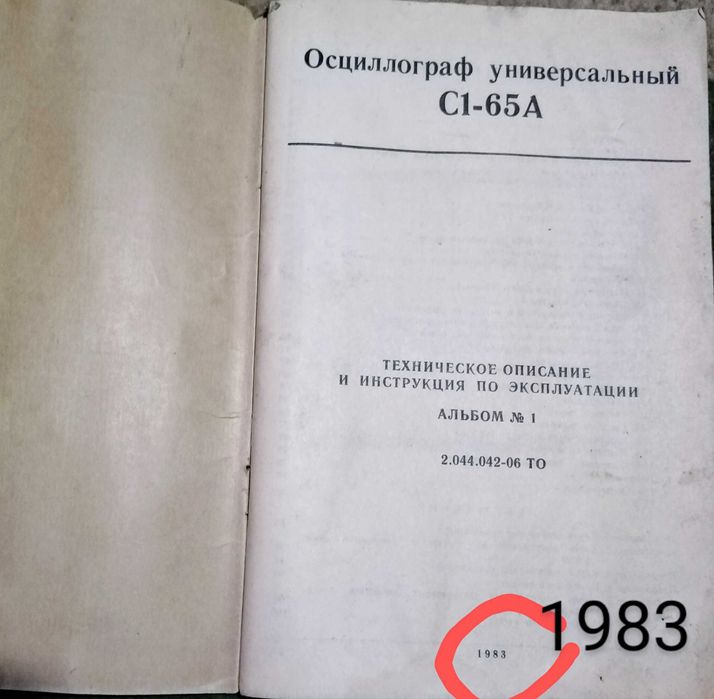 Осциллограф универсальный
С1-65А
ТЕХНИЧЕСКОЕ ОПИСАНИЕ
И ИНСТРУКЦИЯ ПО ЭКСПЛУАТАЦИИ
АЛЬБОМ № 1
2.044.042-06 ТО
1983
1983